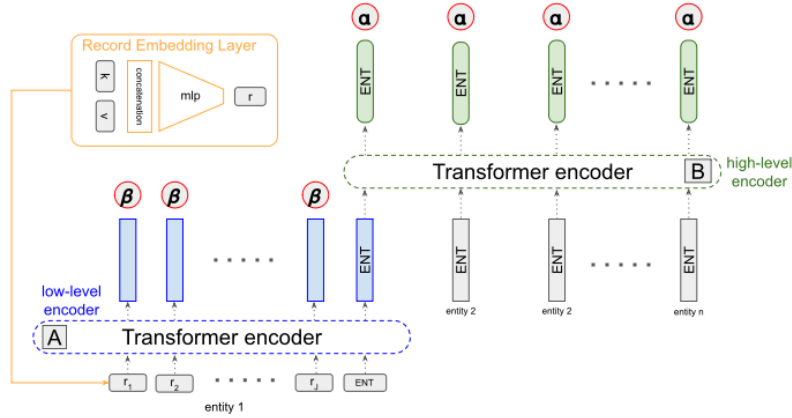 α α α α
Record Embedding Layer
k
v
concatenation
mlp
r
ENT ENT ENT ENT
Transformer encoder
B
high-level
encoder
β β β
ENT
ENT
ENT
ENT
entity 2
entity 2
entity n
low-level
encoder
A
Transformer encoder
r1 r2 rJ ENT
entity 1